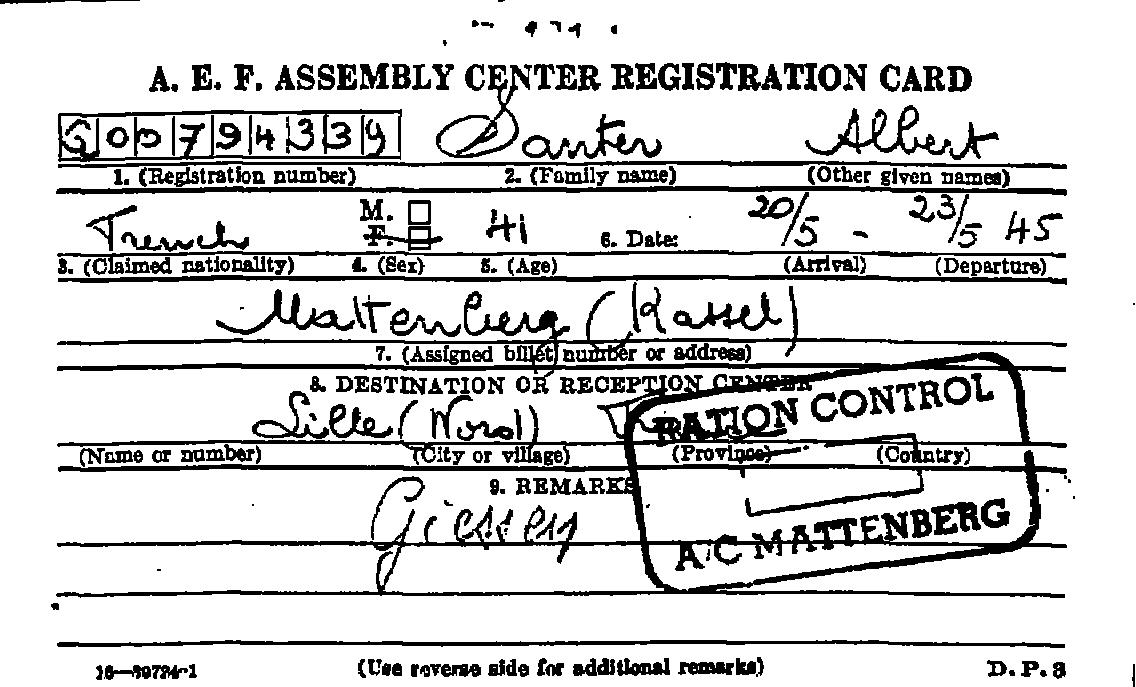 A. E. F. ASSEMBLY CENTER REGISTRATION CARD
G00794339 Santer Albert
1. (Registration number) 2. (Family name) (Other given names)
French M. F. 41 6. Date: 20/5 - 23/5 45
3. (Claimed nationality) 4. (Sex) 5. (Age) (Arrival) (Departure)
Mattenberg (Kassel)
7. (Assigned billet number or address)
8. DESTINATION OR RECEPTION CENTER
Lille (Nord)
(Name or number) (City or village) (Province) (Country)
9. REMARKS
Giessen
RATION CONTROL
A/C MATTENBERG
16—39724-1 (Use reverse side for additional remarks) D.P.3